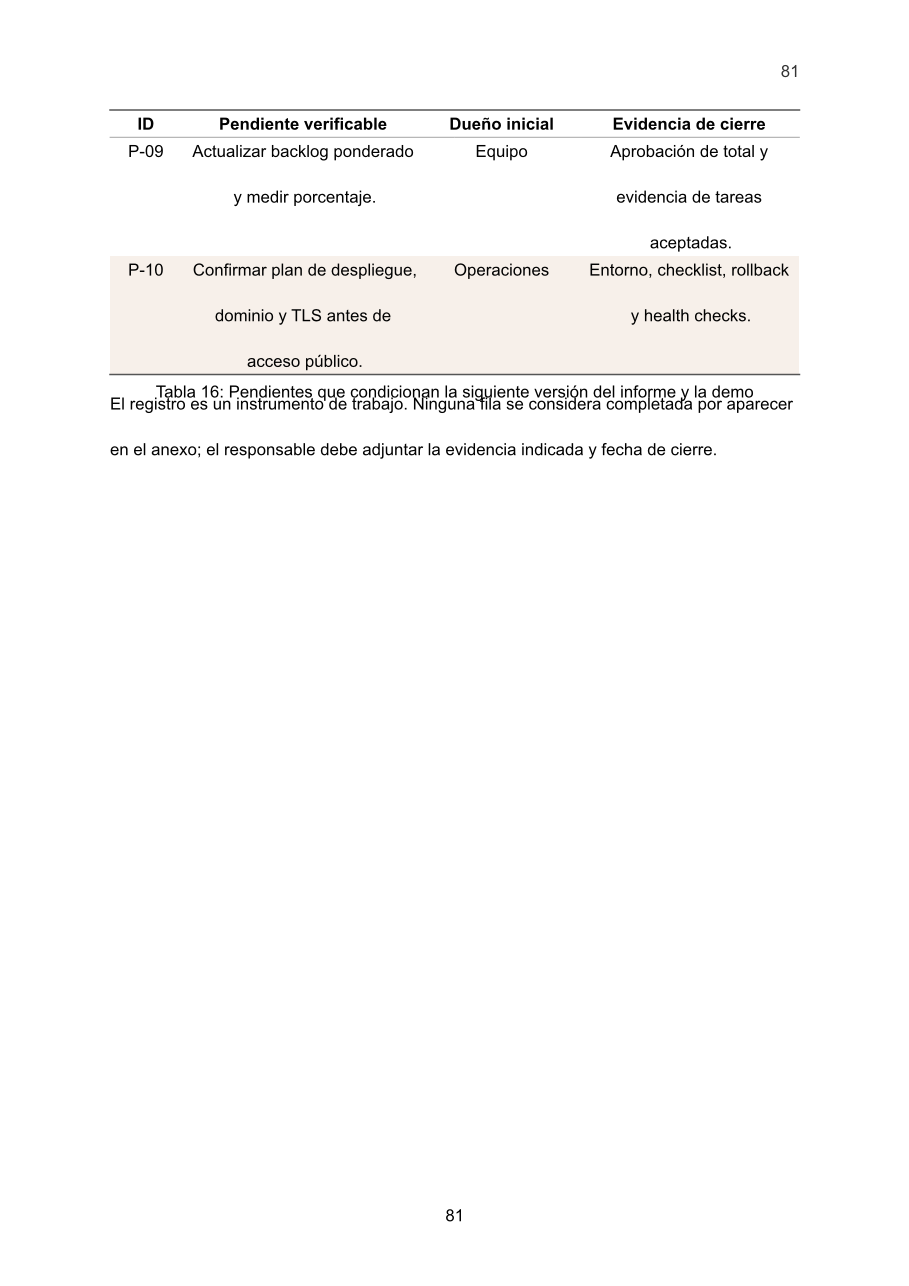 81
ID Pendiente verificable Dueño inicial Evidencia de cierre
P-09 Actualizar backlog ponderado Equipo Aprobación de total y
y medir porcentaje. evidencia de tareas
aceptadas.
P-10 Confirmar plan de despliegue, Operaciones Entorno, checklist, rollback
dominio y TLS antes de y health checks.
acceso público.
Tabla 16: Pendientes que condicionan la siguiente versión del informe y la demo
El registro es un instrumento de trabajo. Ninguna fila se considera completada por aparecer
en el anexo; el responsable debe adjuntar la evidencia indicada y fecha de cierre.
81